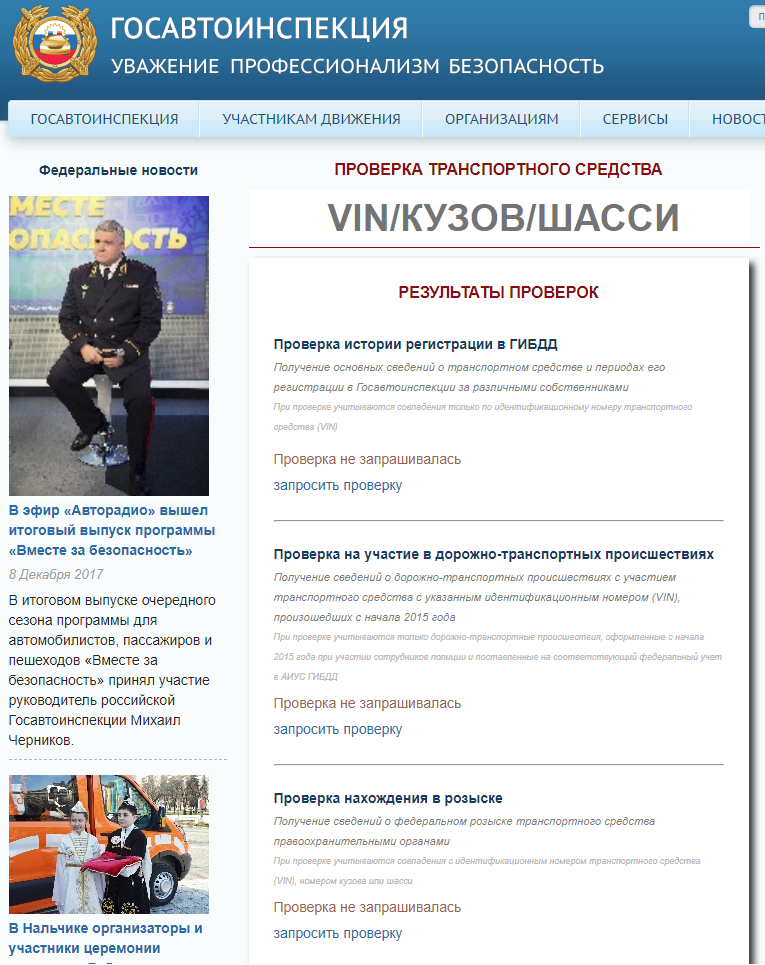 ГОСАВТОИНСПЕКЦИЯ
УВАЖЕНИЕ ПРОФЕССИОНАЛИЗМ БЕЗОПАСНОСТЬ
ГОСАВТОИНСПЕКЦИЯ УЧАСТНИКАМ ДВИЖЕНИЯ ОРГАНИЗАЦИЯМ СЕРВИСЫ НОВОСТ
Федеральные новости
МЕСТЕ
ОПАСНОСТЬ
В эфир «Авторадио» вышел
итоговый выпуск программы
«Вместе за безопасность»
8 Декабря 2017
В итоговом выпуске очередного
сезона программы для
автомобилистов, пассажиров и
пешеходов «Вместе за
безопасность» принял участие
руководитель российской
Госавтоинспекции Михаил
Черников.
В Нальчике организаторы и
участники церемонии
ПРОВЕРКА ТРАНСПОРТНОГО СРЕДСТВА
VIN/КУЗОВ/ШАССИ
РЕЗУЛЬТАТЫ ПРОВЕРОК
Проверка истории регистрации в ГИБДД
Получение основных сведений о транспортном средстве и периодах его
регистрации в Госавтоинспекции за различными собственниками
При проверке учитываются совпадения только по идентификационному номеру транспортного
средства (VIN)
Проверка не запрашивалась
запросить проверку
Проверка на участие в дорожно-транспортных происшествиях
Получение сведений о дорожно-транспортных происшествиях с участием
транспортного средства с указанным идентификационным номером (VIN),
произошедших с начала 2015 года
При проверке учитываются только дорожно-транспортные происшествия, оформленные с начала
2015 года при участии сотрудников полиции и поставленные на соответствующий федеральный учет
в АИУС ГИБДД
Проверка не запрашивалась
запросить проверку
Проверка нахождения в розыске
Получение сведений о федеральном розыске транспортного средства
правоохранительными органами
При проверке учитываются совпадения с идентификационным номером транспортного средства
(VIN), номером кузова или шасси
Проверка не запрашивалась
запросить проверку